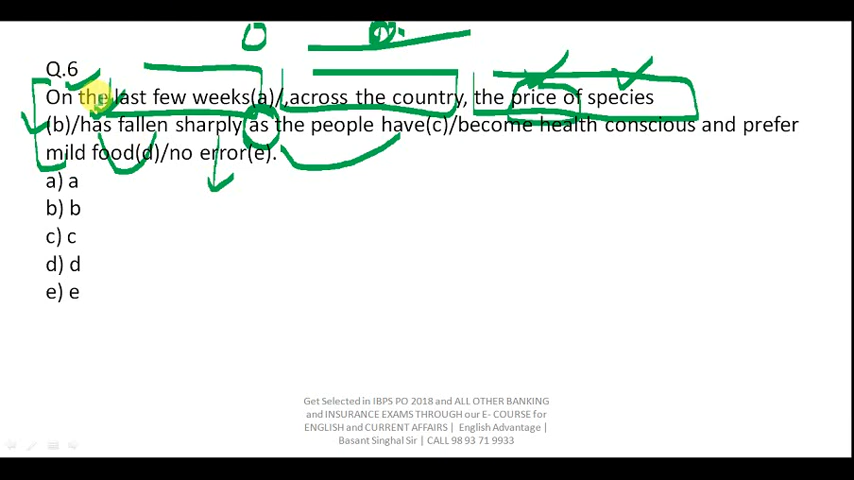 Q.6
On the last few weeks(a)/,across the country, the price of species
(b)/has fallen sharply as the people have(c)/become health conscious and prefer
mild food(d)/no error(e).
a) a
b) b
c) c
d) d
e) e
Get Selected in IBPS PO 2018 and ALL OTHER BANKING
and INSURANCE EXAMS THROUGH our E- COURSE for
ENGLISH and CURRENT AFFAIRS | English Advantage |
Basant Singhal Sir | CALL 98 93 71 9933